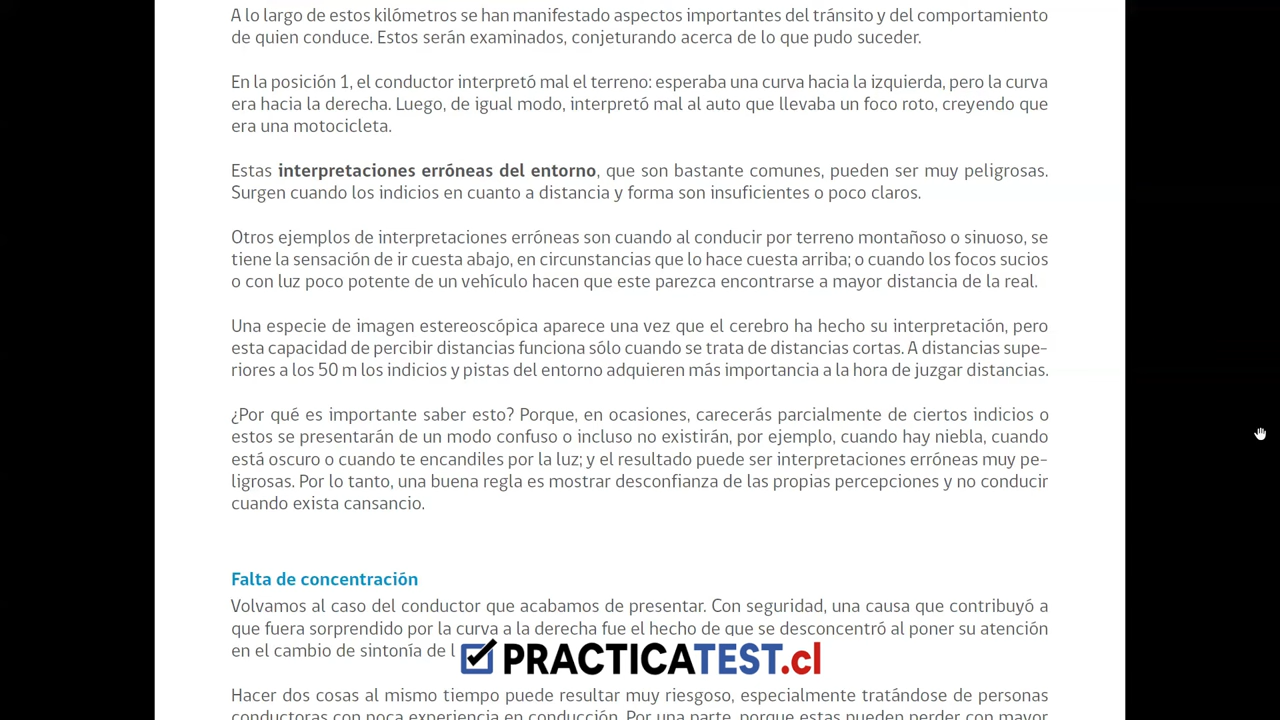 A lo largo de estos kilómetros se han manifestado aspectos importantes del tránsito y del comportamiento
de quien conduce. Estos serán examinados, conjeturando acerca de lo que pudo suceder.
En la posición 1, el conductor interpretó mal el terreno: esperaba una curva hacia la izquierda, pero la curva
era hacia la derecha. Luego, de igual modo, interpretó mal al auto que llevaba un foco roto, creyendo que
era una motocicleta.
Estas interpretaciones erróneas del entorno, que son bastante comunes, pueden ser muy peligrosas.
Surgen cuando los indicios en cuanto a distancia y forma son insuficientes o poco claros.
Otros ejemplos de interpretaciones erróneas son cuando al conducir por terreno montañoso o sinuoso, se
tiene la sensación de ir cuesta abajo, en circunstancias que lo hace cuesta arriba; o cuando los focos sucios
o con luz poco potente de un vehículo hacen que este parezca encontrarse a mayor distancia de la real.
Una especie de imagen estereoscópica aparece una vez que el cerebro ha hecho su interpretación, pero
esta capacidad de percibir distancias funciona sólo cuando se trata de distancias cortas. A distancias supe-
riores a los 50 m los indicios y pistas del entorno adquieren más importancia a la hora de juzgar distancias.
¿Por qué es importante saber esto? Porque, en ocasiones, carecerás parcialmente de ciertos indicios o
estos se presentarán de un modo confuso o incluso no existirán, por ejemplo, cuando hay niebla, cuando
está oscuro o cuando te encandiles por la luz; y el resultado puede ser interpretaciones erróneas muy pe-
ligrosas. Por lo tanto, una buena regla es mostrar desconfianza de las propias percepciones y no conducir
cuando exista cansancio.
Falta de concentración
Volvamos al caso del conductor que acabamos de presentar. Con seguridad, una causa que contribuyó a
que fuera sorprendido por la curva a la derecha fue el hecho de que se desconcentró al poner su atención
en el cambio de sintonía de l
PRACTICATEST.cl
Hacer dos cosas al mismo tiempo puede resultar muy riesgoso, especialmente tratándose de personas
conductoras con poca experiencia en conducción. Por una parte, porque estas pueden perder con mayor